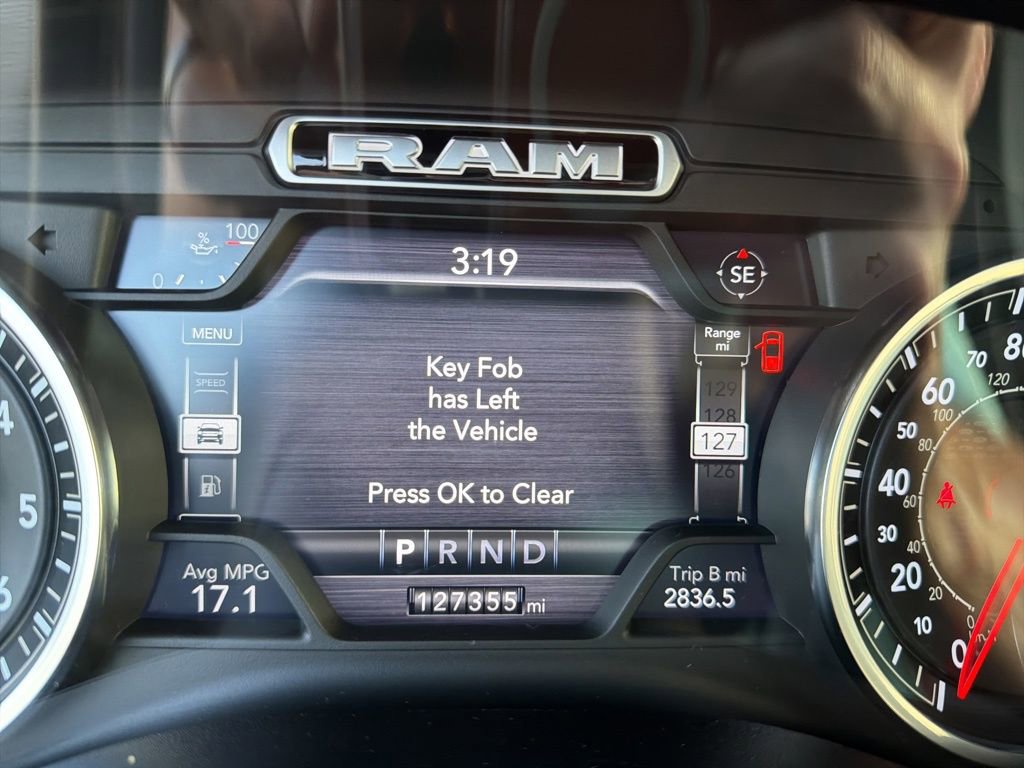 RAM
% 100
0
3:19
SE
MENU
Range
mi
SPEED
129
128
127
126
Key Fob
has Left
the Vehicle
Press OK to Clear
P R N D
Avg MPG
17.1
127355 mi
Trip B mi
2836.5
4
5
6
80
70
60
50
40
30
20
10
0
120
100
80
60
40
20
0